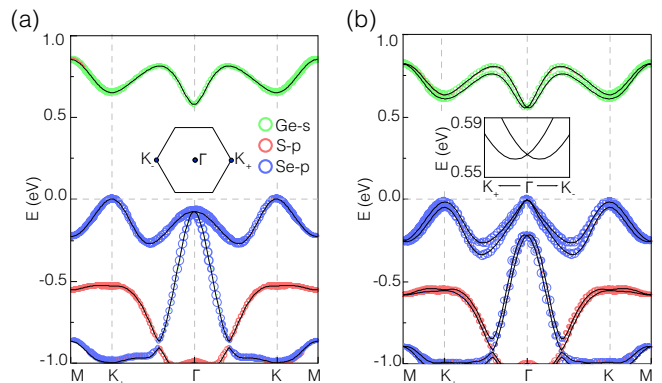 (a)
(b)
1.0
0.5
0.0
-0.5
-1.0
E (eV)
Ge-s
S-p
Se-p
K-
Γ
K+
M
K+
Γ
K
M
1.0
0.5
0.0
-0.5
-1.0
E (eV)
0.59
0.55
E (eV)
K+
Γ
K-
M
K-
Γ
K
M